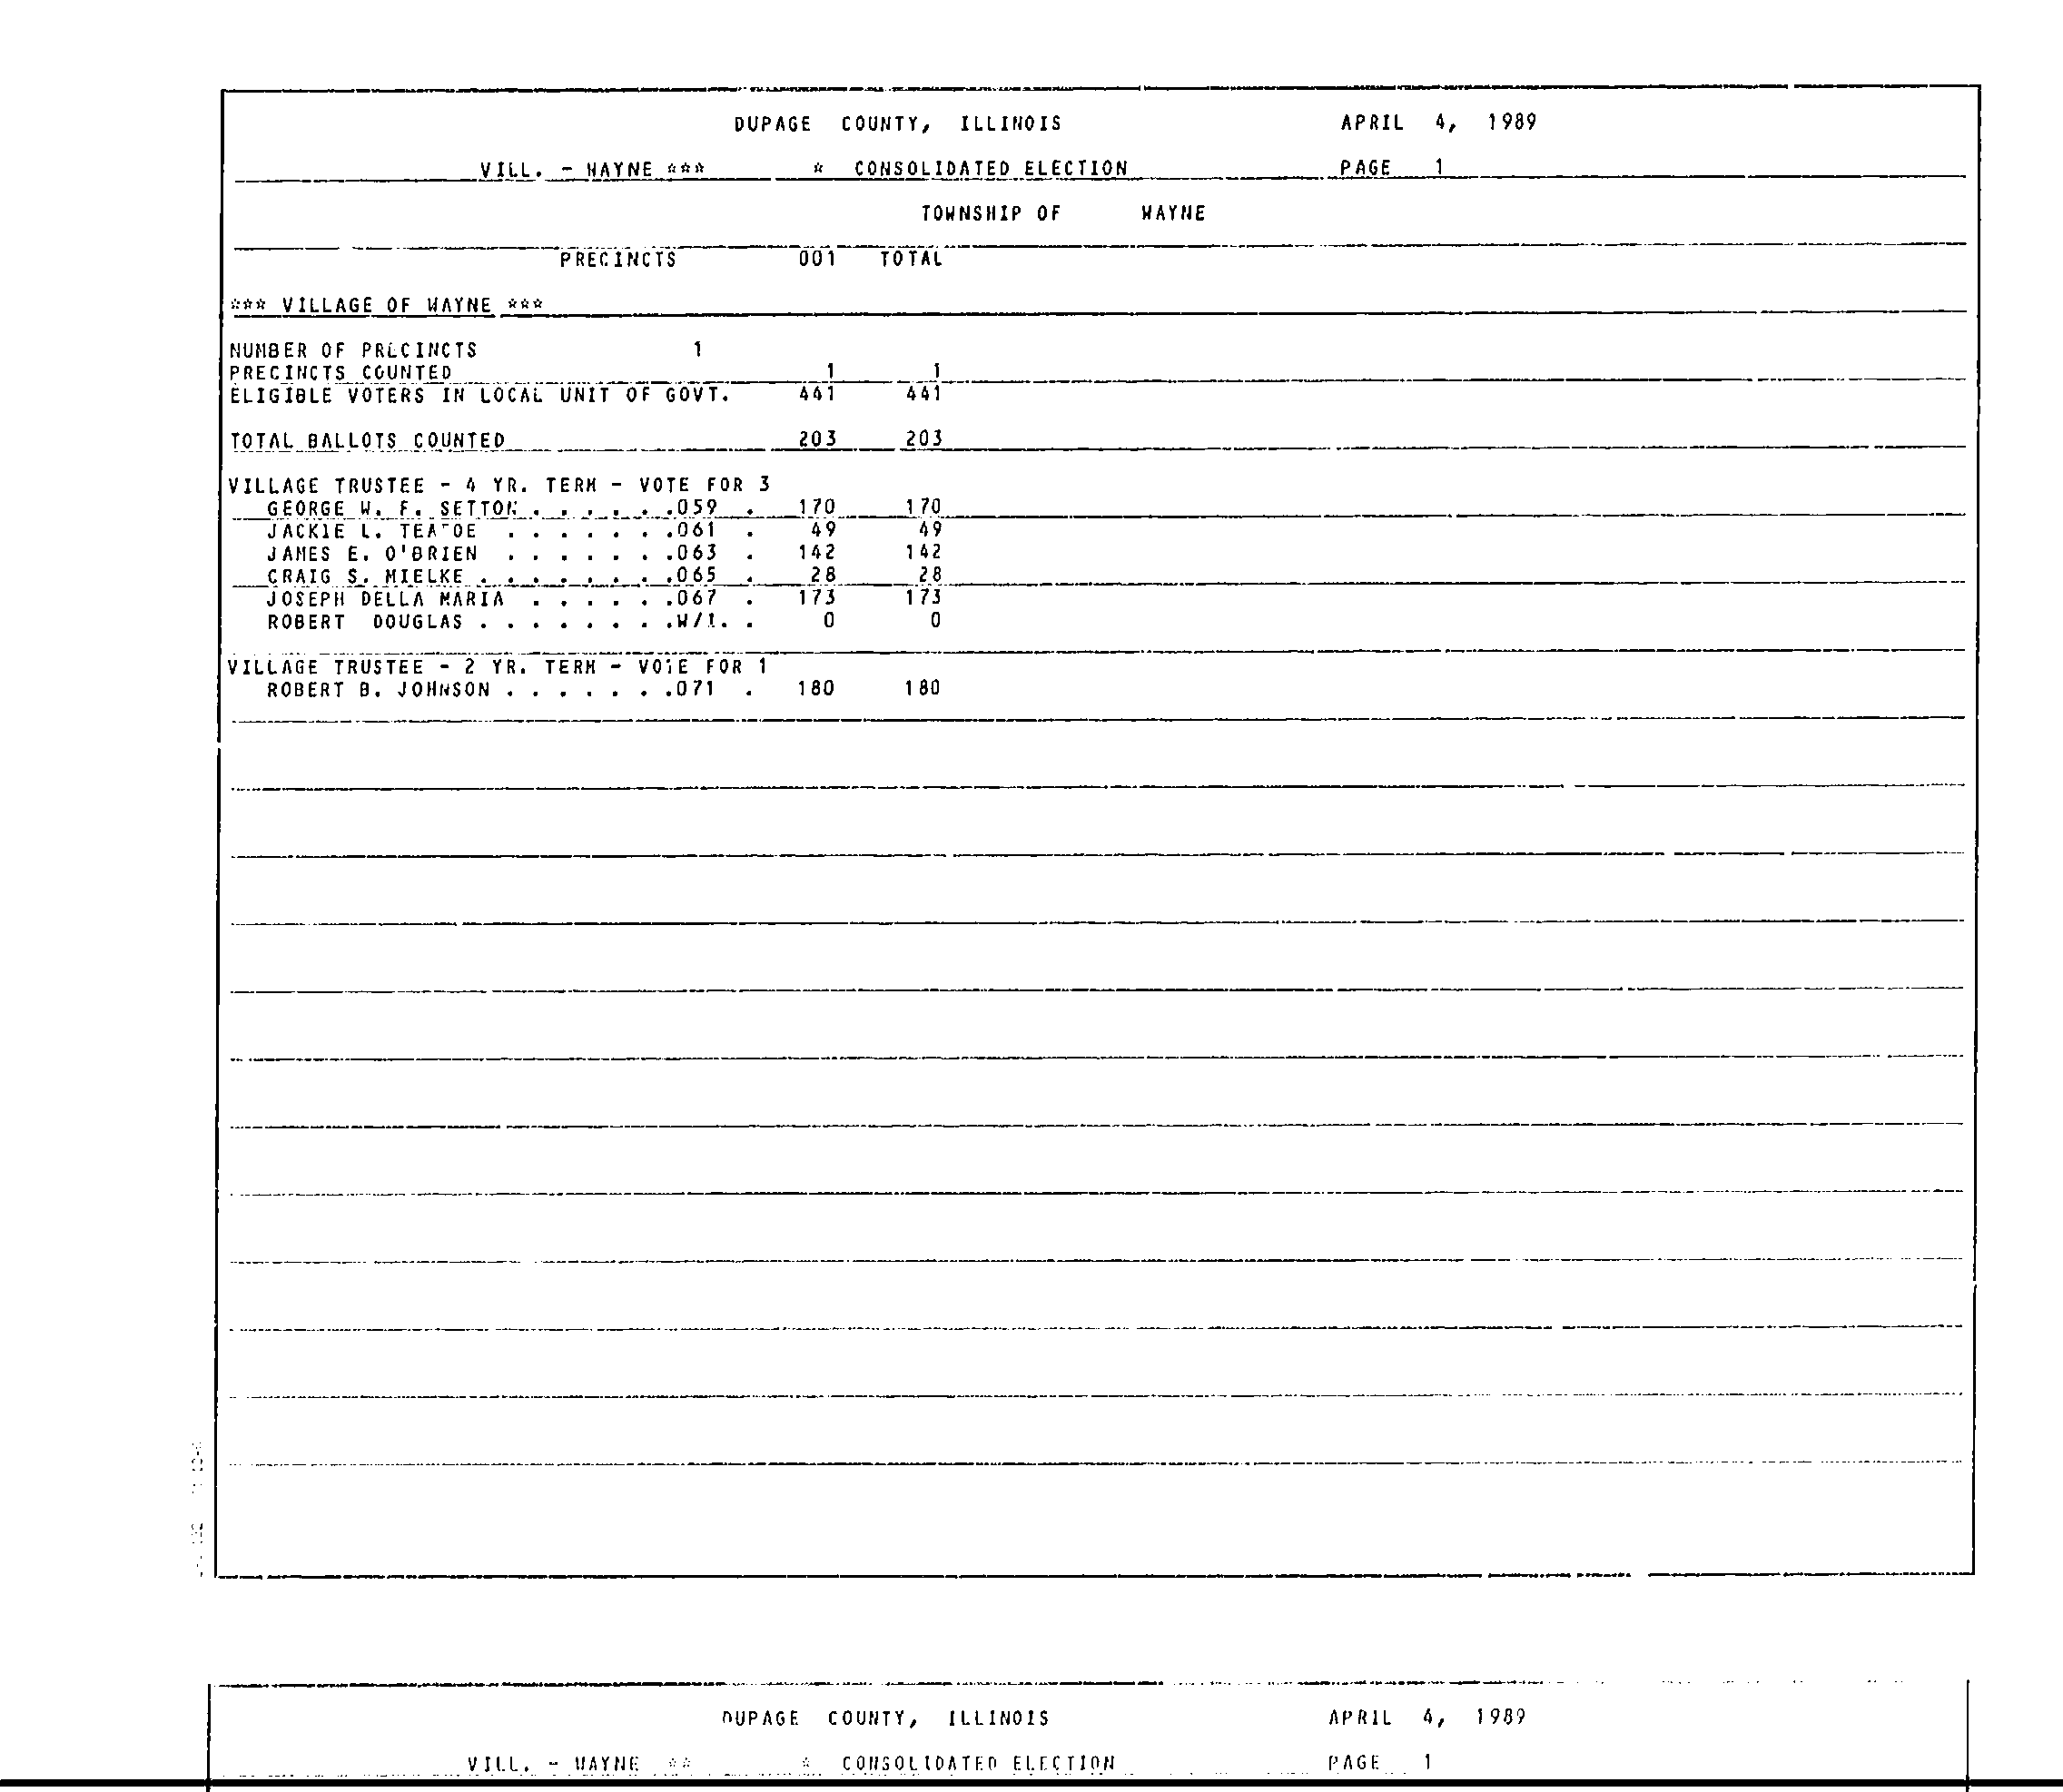 DUPAGE COUNTY, ILLINOIS APRIL 4, 1989
VILL. - WAYNE *** * CONSOLIDATED ELECTION PAGE 1
TOWNSHIP OF WAYNE
PRECINCTS 001 TOTAL
*** VILLAGE OF WAYNE ***
NUMBER OF PRECINCTS 1
PRECINCTS COUNTED 1 1
ELIGIBLE VOTERS IN LOCAL UNIT OF GOVT. 441 441
TOTAL BALLOTS COUNTED 203 203
VILLAGE TRUSTEE - 4 YR. TERM - VOTE FOR 3
GEORGE W. F. SETTON . . . . . .059 . 170 170
JACKIE L. . . . . . . .061 . 49 49
JAMES E. O'BRIEN . . . . . . .063 . 142 142
CRAIG S. MIELKE . . . . . . . .065 . 28 28
JOSEPH DELLA MARIA . . . . . .067 . 173 173
ROBERT DOUGLAS . . . . . . . .W/I. . 0 0
VILLAGE TRUSTEE - 2 YR. TERM - VOTE FOR 1
ROBERT B. JOHNSON . . . . . . .071 . 180 180
DUPAGE COUNTY, ILLINOIS APRIL 4, 1989
VILL. - WAYNE ** * CONSOLIDATED ELECTION PAGE 1